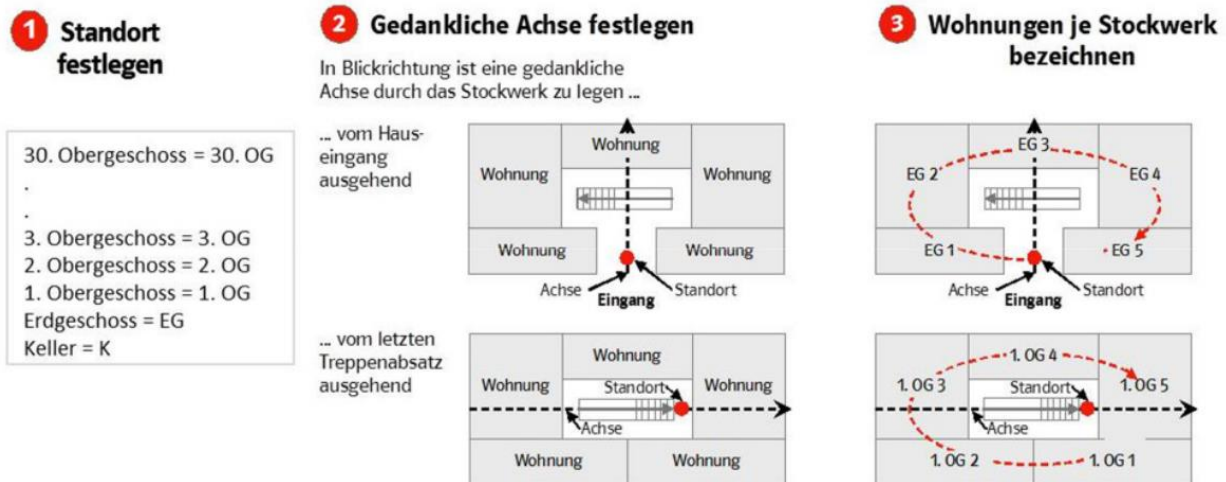 1 Standort
festlegen
30. Obergeschoss = 30. OG
.
.
3. Obergeschoss = 3. OG
2. Obergeschoss = 2. OG
1. Obergeschoss = 1. OG
Erdgeschoss = EG
Keller = K
2 Gedankliche Achse festlegen
In Blickrichtung ist eine gedankliche
Achse durch das Stockwerk zu legen ...
... vom Haus-
eingang
ausgehend
Wohnung
Wohnung
Wohnung
Wohnung
Wohnung
Achse
Eingang
Standort
... vom letzten
Treppenabsatz
ausgehend
Wohnung
Wohnung
Standort
Wohnung
Achse
Wohnung
Wohnung
3 Wohnungen je Stockwerk
bezeichnen
EG 3
EG 2
EG 4
EG 1
EG 5
Achse
Eingang
Standort
1. OG 4
1. OG 3
Standort
1. OG 5
Achse
1. OG 2
1. OG 1